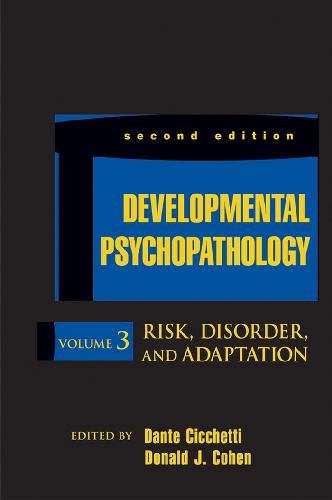 second edition
DEVELOPMENTAL
PSYCHOPATHOLOGY
VOLUME 3 RISK, DISORDER,
AND ADAPTATION
EDITED BY Dante Cicchetti
Donald J. Cohen